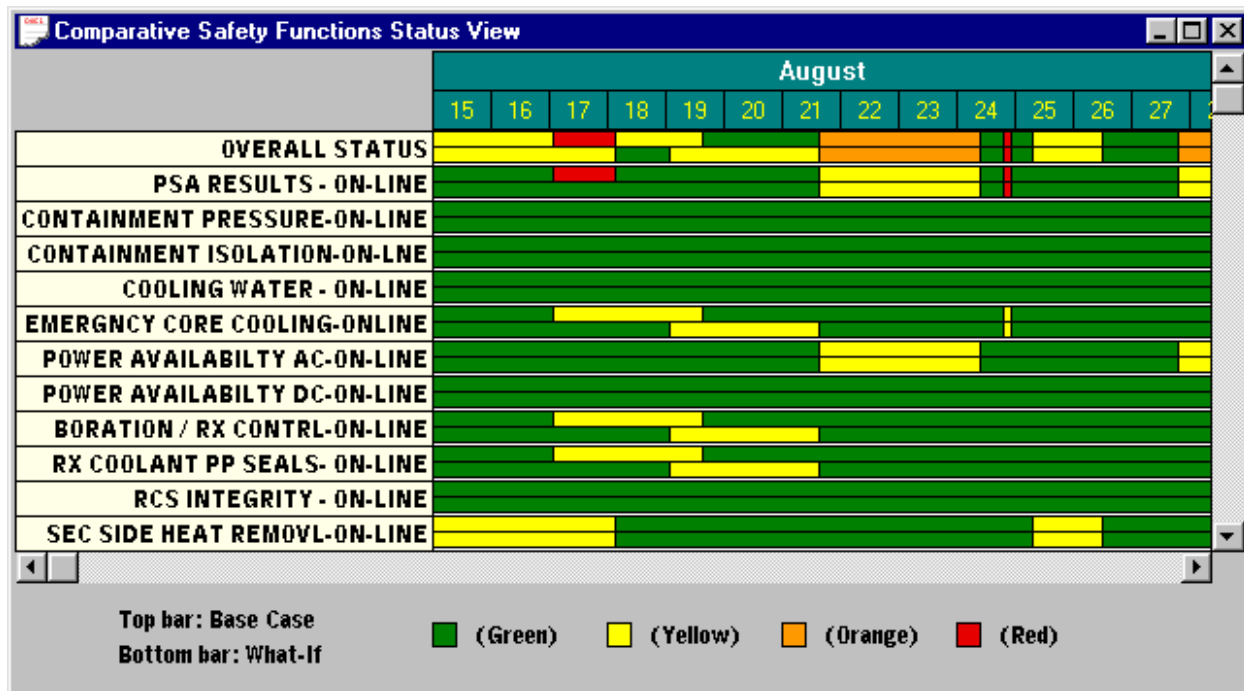 Comparative Safety Functions Status View
August
15 16 17 18 19 20 21 22 23 24 25 26 27
OVERALL STATUS
PSA RESULTS - ON-LINE
CONTAINMENT PRESSURE-ON-LINE
CONTAINMENT ISOLATION-ON-LNE
COOLING WATER - ON-LINE
EMERGNCY CORE COOLING-ONLINE
POWER AVAILABILTY AC-ON-LINE
POWER AVAILABILTY DC-ON-LINE
BORATION / RX CONTRL-ON-LINE
RX COOLANT PP SEALS- ON-LINE
RCS INTEGRITY - ON-LINE
SEC SIDE HEAT REMOVL-ON-LINE
Top bar: Base Case
Bottom bar: What-If
(Green) (Yellow) (Orange) (Red)